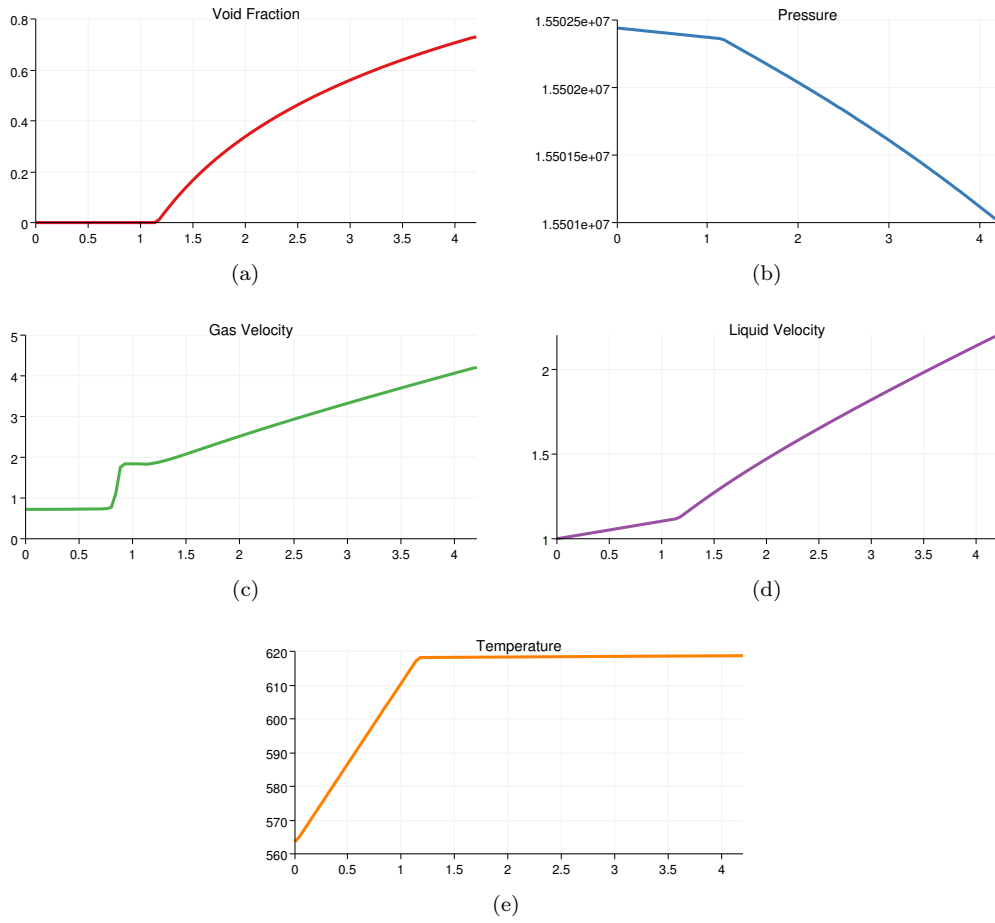 Void Fraction
0.8
0.6
0.4
0.2
0
0 0.5 1 1.5 2 2.5 3 3.5 4
(a)
Pressure
1.55025e+07
1.5502e+07
1.55015e+07
1.5501e+07
0 1 2 3 4
(b)
Gas Velocity
5
4
3
2
1
0
0 0.5 1 1.5 2 2.5 3 3.5 4
(c)
Liquid Velocity
2
1.5
1
0 0.5 1 1.5 2 2.5 3 3.5 4
(d)
Temperature
620
610
600
590
580
570
560
0 0.5 1 1.5 2 2.5 3 3.5 4
(e)